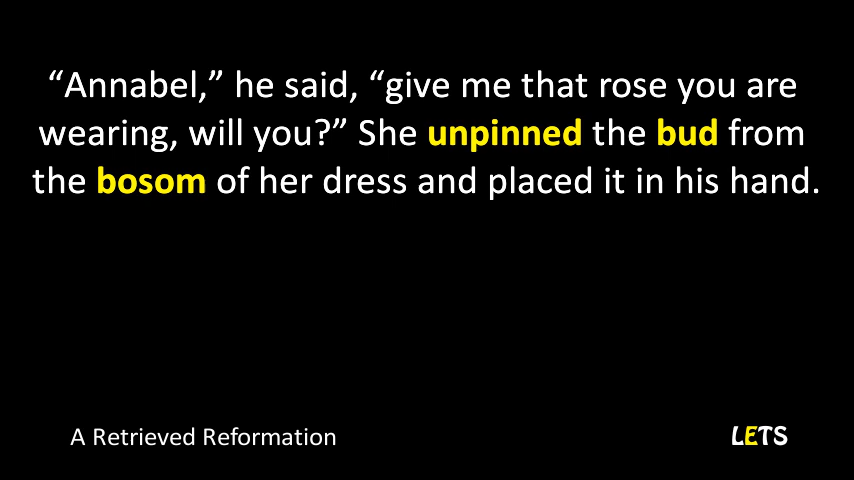 “Annabel,” he said, “give me that rose you are
wearing, will you?” She unpinned the bud from
the bosom of her dress and placed it in his hand.
A Retrieved Reformation
LETS